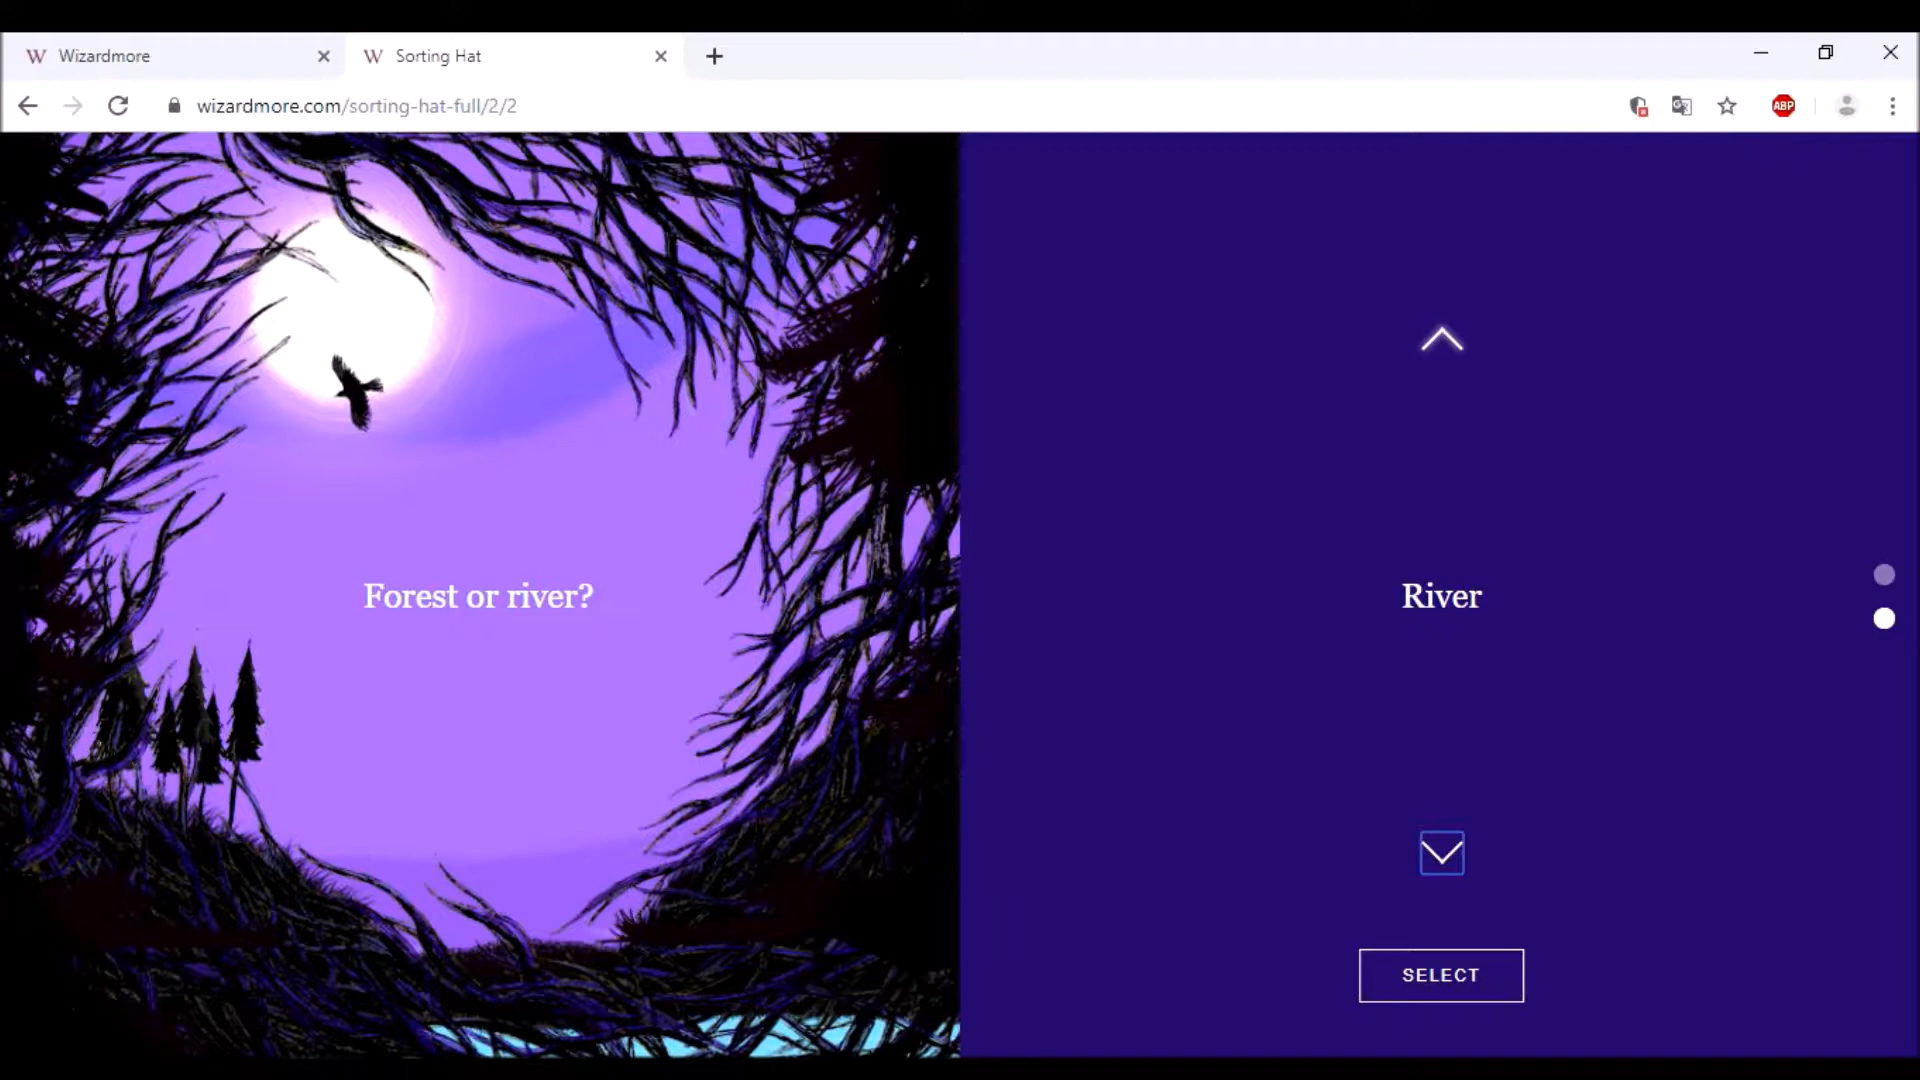 Wizardmore
Sorting Hat
wizardmore.com/sorting-hat-full/2/2
ABP
Forest or river?
River
SELECT